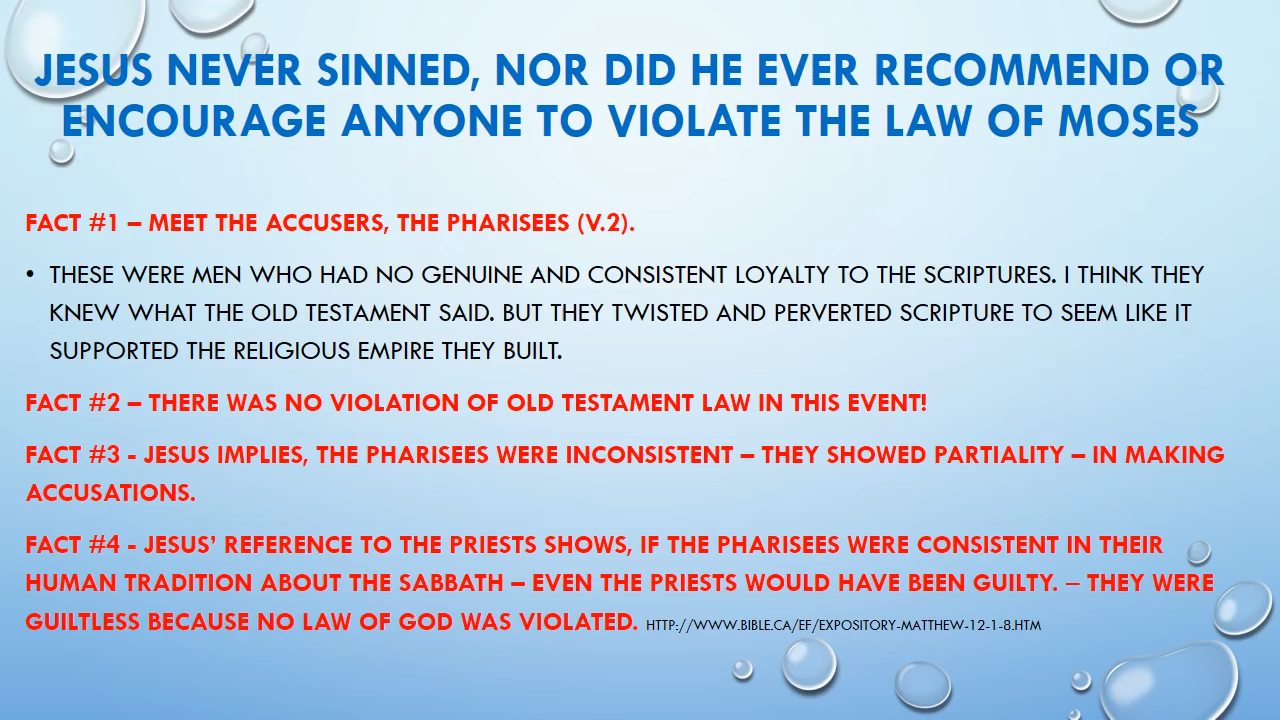 JESUS NEVER SINNED, NOR DID HE EVER RECOMMEND OR
ENCOURAGE ANYONE TO VIOLATE THE LAW OF MOSES
FACT #1 – MEET THE ACCUSERS, THE PHARISEES (V.2).
• THESE WERE MEN WHO HAD NO GENUINE AND CONSISTENT LOYALTY TO THE SCRIPTURES. I THINK THEY
KNEW WHAT THE OLD TESTAMENT SAID. BUT THEY TWISTED AND PERVERTED SCRIPTURE TO SEEM LIKE IT
SUPPORTED THE RELIGIOUS EMPIRE THEY BUILT.
FACT #2 – THERE WAS NO VIOLATION OF OLD TESTAMENT LAW IN THIS EVENT!
FACT #3 - JESUS IMPLIES, THE PHARISEES WERE INCONSISTENT – THEY SHOWED PARTIALITY – IN MAKING
ACCUSATIONS.
FACT #4 - JESUS’ REFERENCE TO THE PRIESTS SHOWS, IF THE PHARISEES WERE CONSISTENT IN THEIR
HUMAN TRADITION ABOUT THE SABBATH – EVEN THE PRIESTS WOULD HAVE BEEN GUILTY. – THEY WERE
GUILTLESS BECAUSE NO LAW OF GOD WAS VIOLATED. HTTP://WWW.BIBLE.CA/EF/EXPOSITORY-MATTHEW-12-1-8.HTM